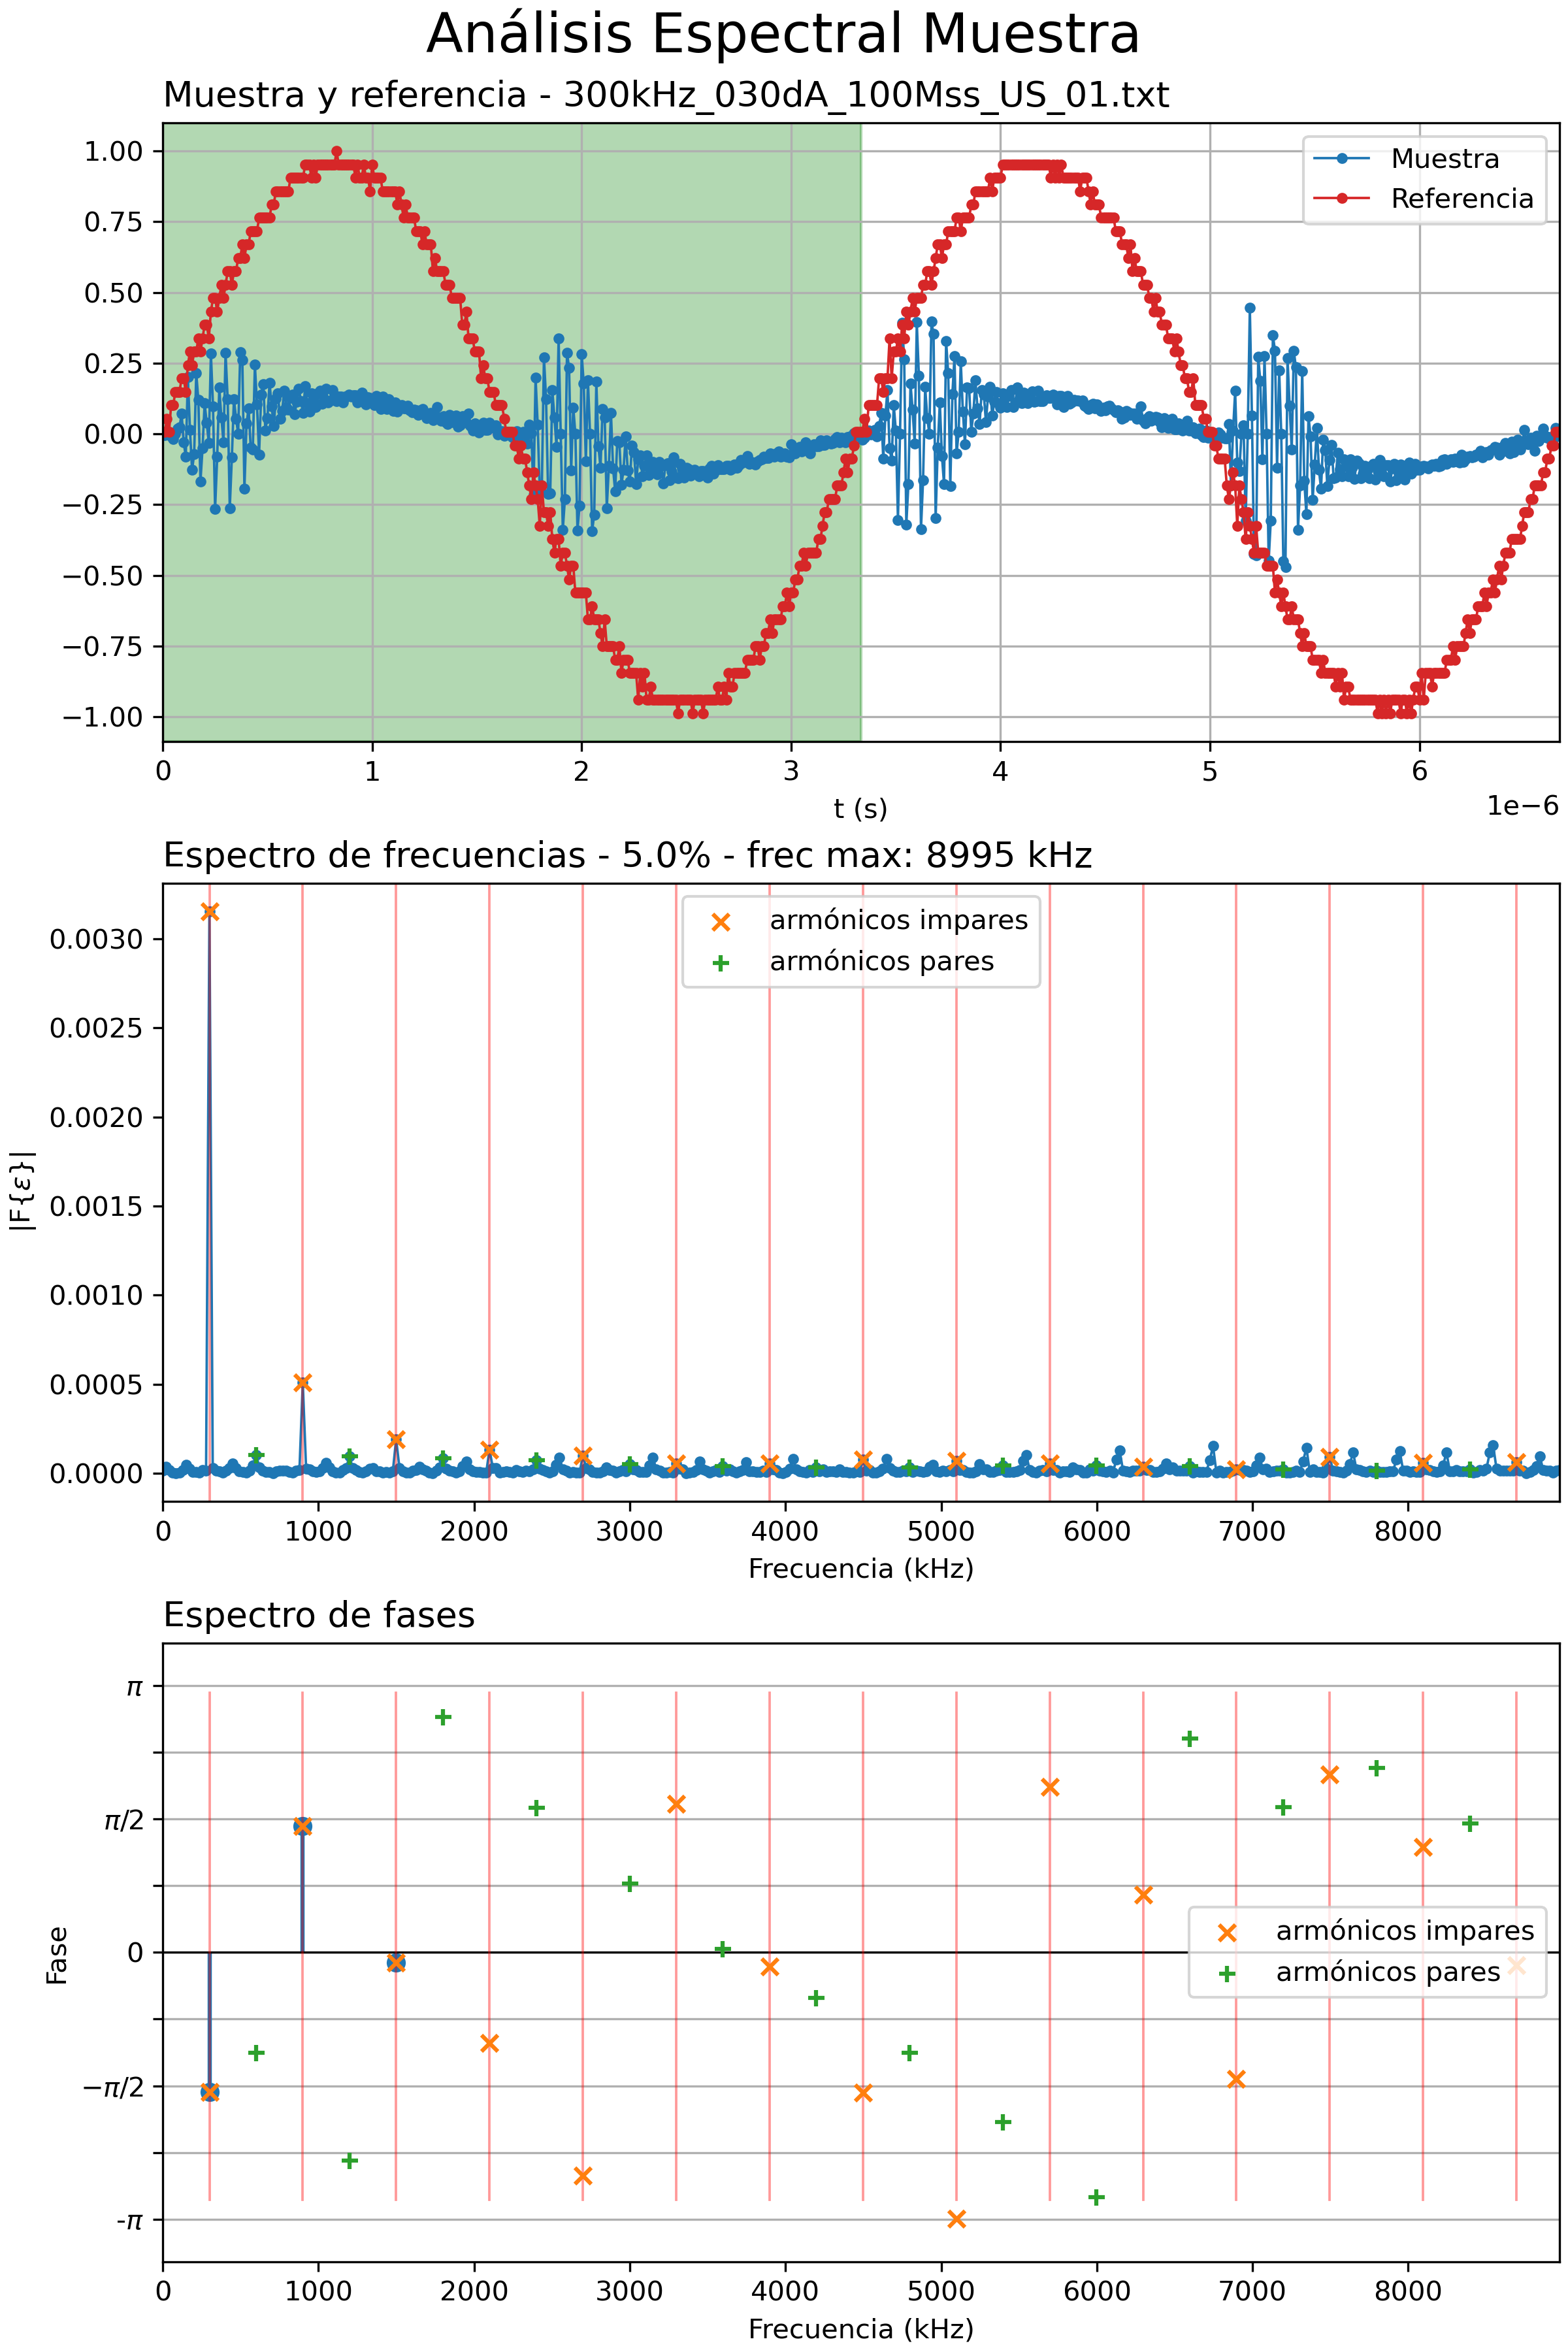 Análisis Espectral Muestra
Muestra y referencia - 300kHz_030dA_100Mss_US_01.txt
1.00
0.75
0.50
0.25
0.00
−0.25
−0.50
−0.75
−1.00
Muestra
Referencia
0 1 2 3 4 5 6
t (s)
1e−6
Espectro de frecuencias - 5.0% - frec max: 8995 kHz
|F{ε}|
0.0030
0.0025
0.0020
0.0015
0.0010
0.0005
0.0000
armónicos impares
armónicos pares
0 1000 2000 3000 4000 5000 6000 7000 8000
Frecuencia (kHz)
Espectro de fases
Fase
π
π/2
0
−π/2
-π
armónicos impares
armónicos pares
0 1000 2000 3000 4000 5000 6000 7000 8000
Frecuencia (kHz)